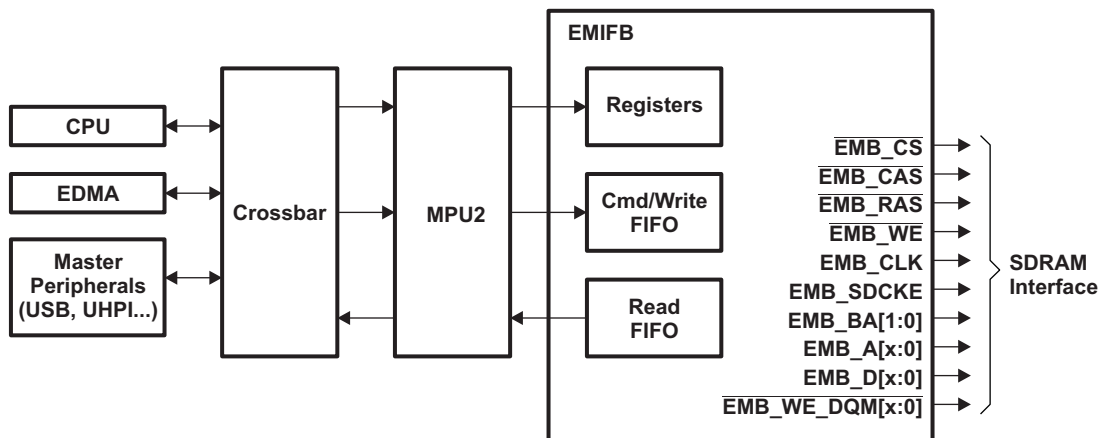 EMIFB
CPU
EDMA
Master
Peripherals
(USB, UHPI...)
Crossbar
MPU2
Registers
Cmd/Write
FIFO
Read
FIFO
EMB_CS
EMB_CAS
EMB_RAS
EMB_WE
EMB_CLK
EMB_SDCKE
EMB_BA[1:0]
EMB_A[x:0]
EMB_D[x:0]
EMB_WE_DQM[x:0]
SDRAM
Interface